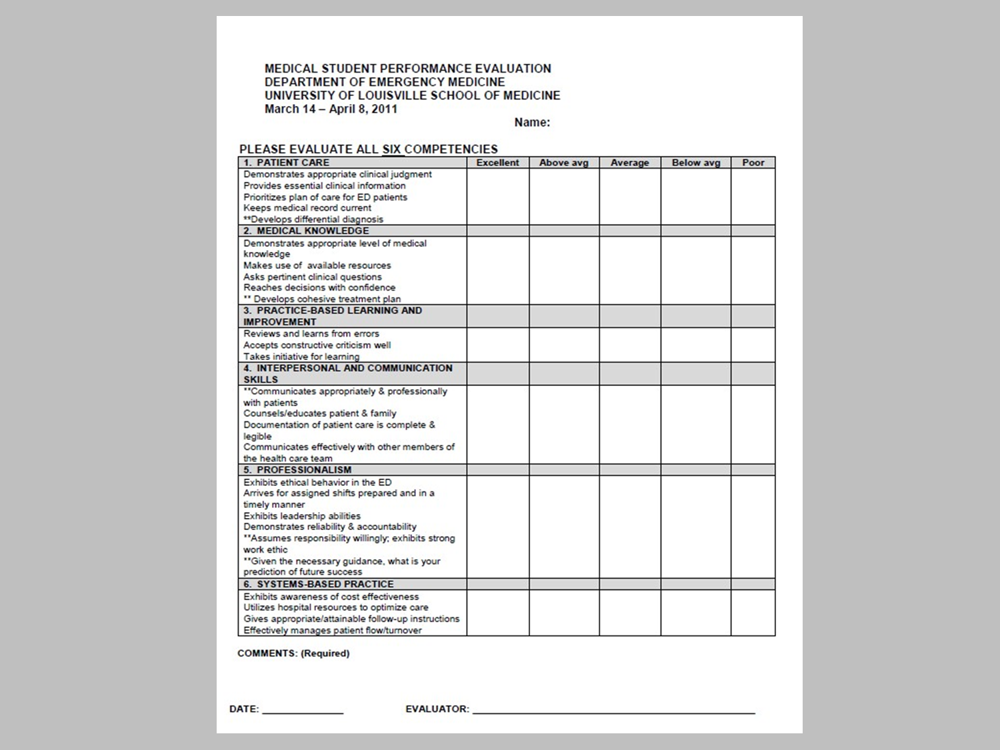 MEDICAL STUDENT PERFORMANCE EVALUATION
DEPARTMENT OF EMERGENCY MEDICINE
UNIVERSITY OF LOUISVILLE SCHOOL OF MEDICINE
March 14 – April 8, 2011
Name:
PLEASE EVALUATE ALL SIX COMPETENCIES
1. PATIENT CARE Excellent Above avg Average Below avg Poor
Demonstrates appropriate clinical judgment
Provides essential clinical information
Prioritizes plan of care for ED patients
Keeps medical record current
**Develops differential diagnosis
2. MEDICAL KNOWLEDGE
Demonstrates appropriate level of medical
knowledge
Makes use of available resources
Asks pertinent clinical questions
Reaches decisions with confidence
** Develops cohesive treatment plan
3. PRACTICE-BASED LEARNING AND
IMPROVEMENT
Reviews and learns from errors
Accepts constructive criticism well
Takes initiative for learning
4. INTERPERSONAL AND COMMUNICATION
SKILLS
**Communicates appropriately & professionally
with patients
Counsels/educates patient & family
Documentation of patient care is complete &
legible
Communicates effectively with other members of
the health care team
5. PROFESSIONALISM
Exhibits ethical behavior in the ED
Arrives for assigned shifts prepared and in a
timely manner
Exhibits leadership abilities
Demonstrates reliability & accountability
**Assumes responsibility willingly; exhibits strong
work ethic
**Given the necessary guidance, what is your
prediction of future success
6. SYSTEMS-BASED PRACTICE
Exhibits awareness of cost effectiveness
Utilizes hospital resources to optimize care
Gives appropriate/attainable follow-up instructions
Effectively manages patient flow/turnover
COMMENTS: (Required)
DATE: ______________ EVALUATOR: ______________